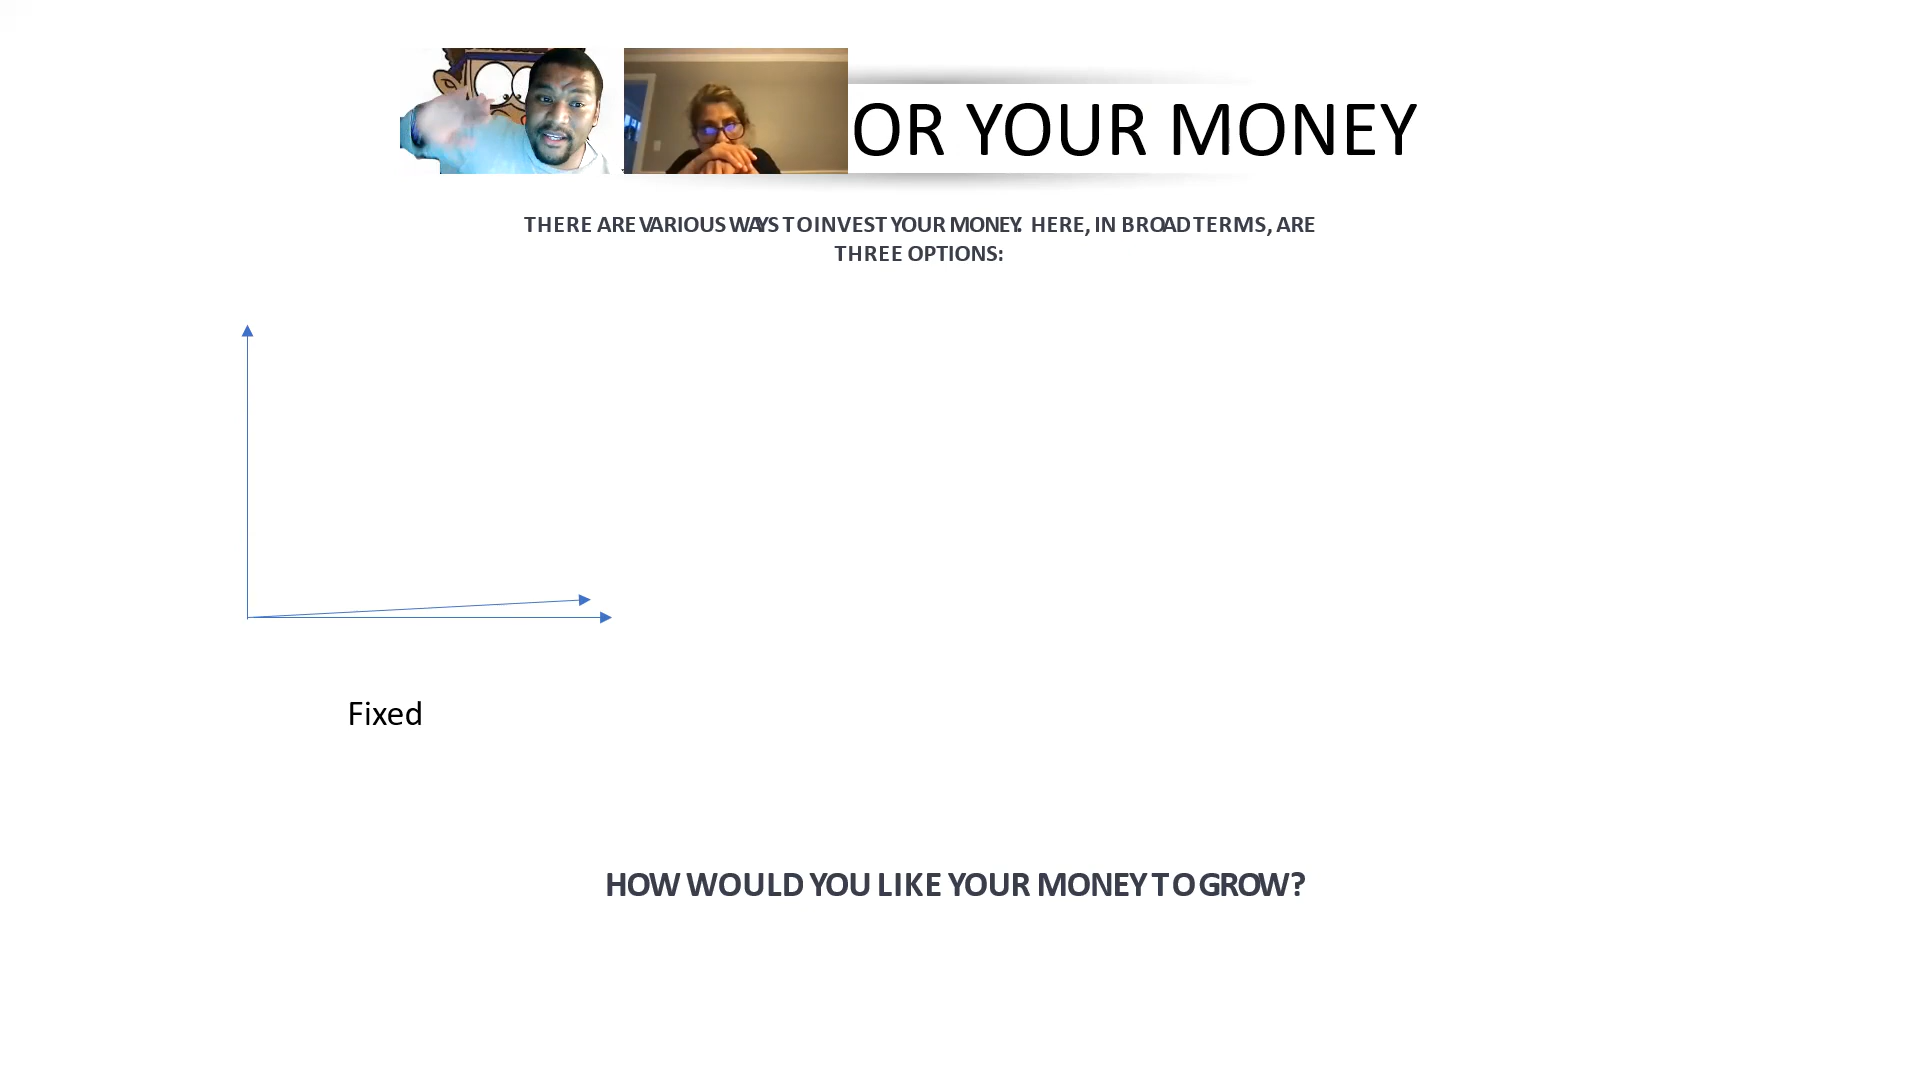 OR YOUR MONEY
THERE ARE VARIOUS WAYS TO INVEST YOUR MONEY. HERE, IN BROAD TERMS, ARE
THREE OPTIONS:
Fixed
HOW WOULD YOU LIKE YOUR MONEY TO GROW?